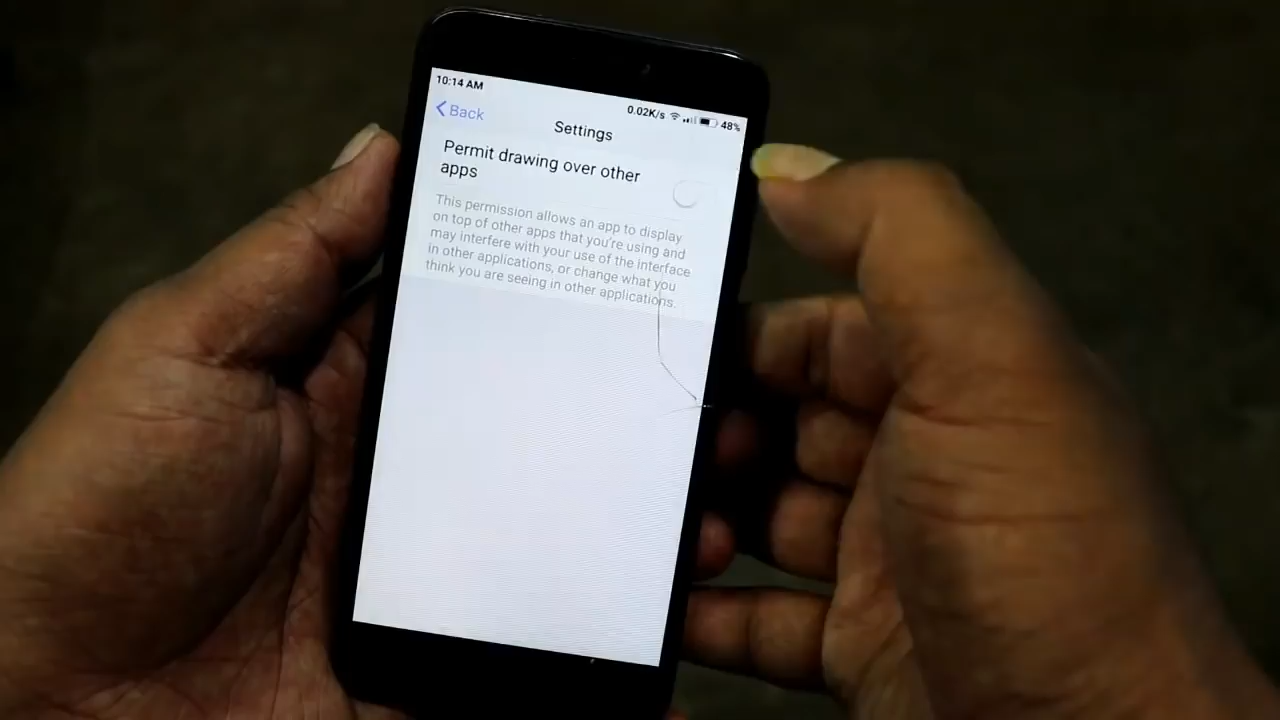 10:14 AM
0.02K/s
48%
Back
Settings
Permit drawing over other
apps
This permission allows an app to display
on top of other apps that you're using and
may interfere with your use of the interface
in other applications, or change what you
think you are seeing in other applications.